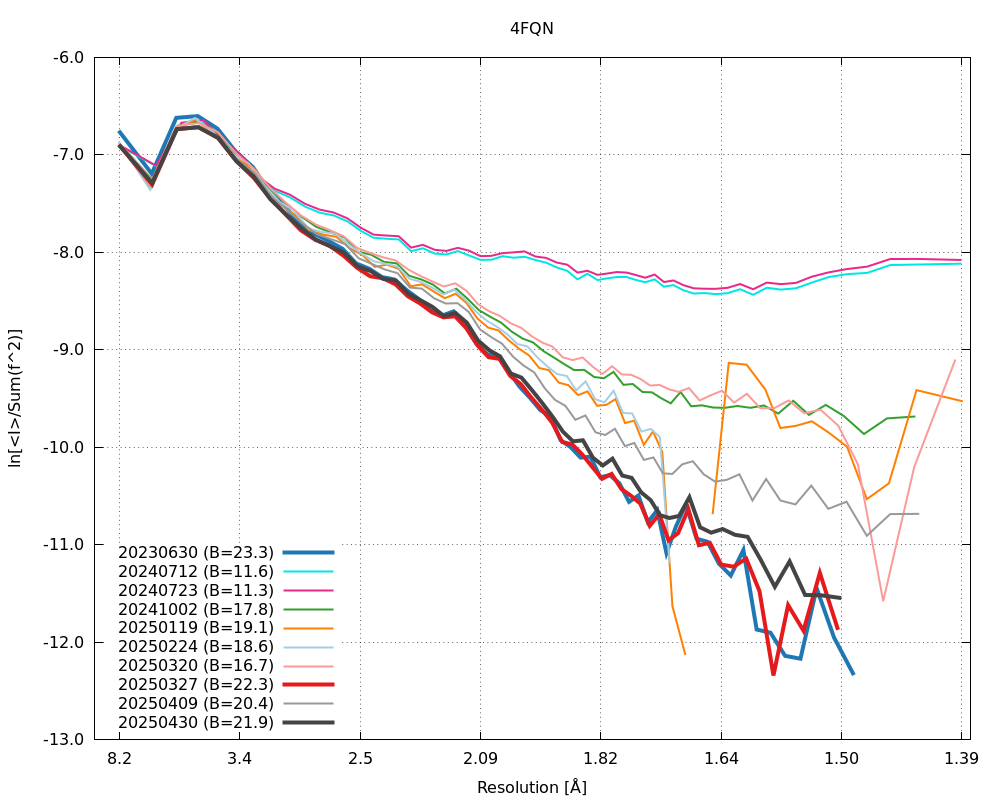 4FQN
-6.0
-7.0
-8.0
-9.0
-10.0
-11.0
-12.0
-13.0
ln[<I>/Sum(f^2)]
20230630 (B=23.3)
20240712 (B=11.6)
20240723 (B=11.3)
20241002 (B=17.8)
20250119 (B=19.1)
20250224 (B=18.6)
20250320 (B=16.7)
20250327 (B=22.3)
20250409 (B=20.4)
20250430 (B=21.9)
8.2 3.4 2.5 2.09 1.82 1.64 1.50 1.39
Resolution [Å]